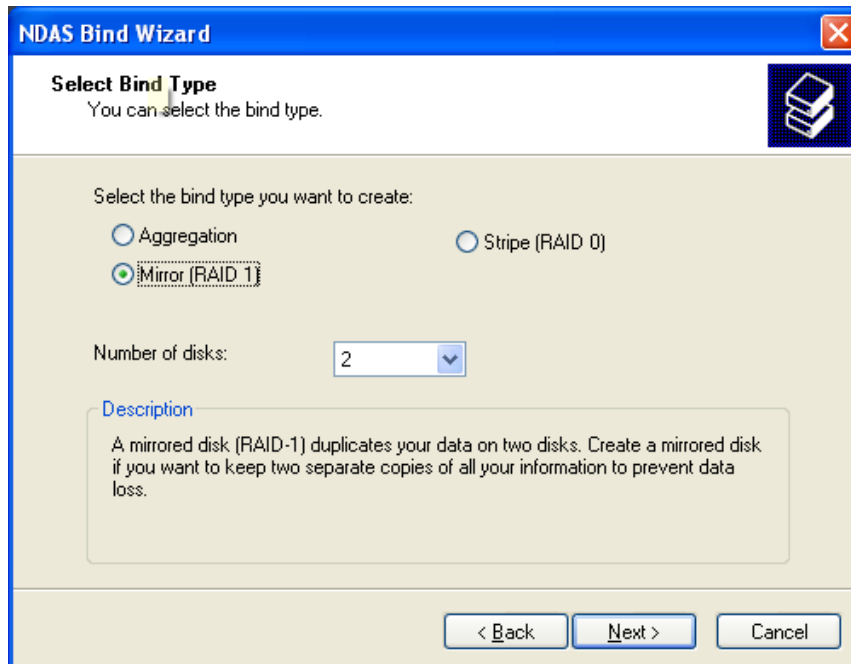 NDAS Bind Wizard
Select Bind Type
You can select the bind type.
Select the bind type you want to create:
Aggregation
Stripe (RAID 0)
Mirror (RAID 1)
Number of disks:
2
Description
A mirrored disk (RAID-1) duplicates your data on two disks. Create a mirrored disk
if you want to keep two separate copies of all your information to prevent data
loss.
< Back
Next >
Cancel